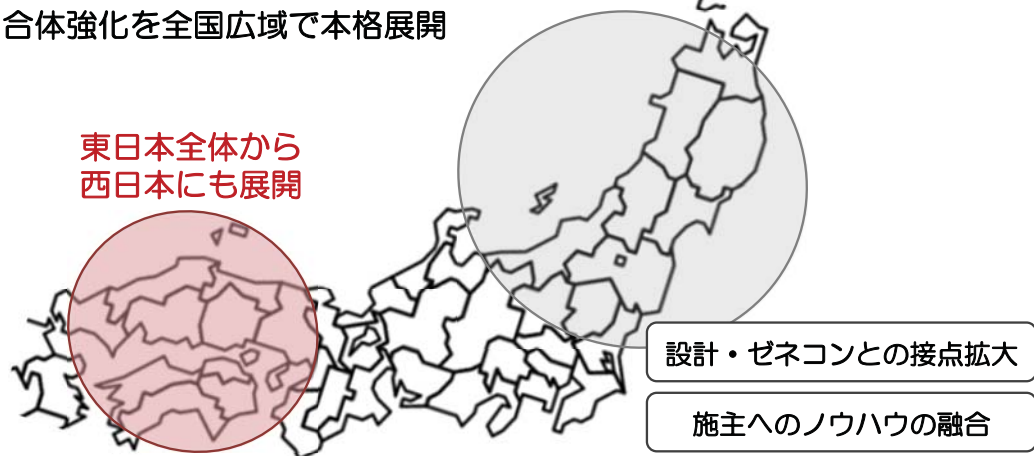 合体強化を全国広域で本格展開
東日本全体から
西日本にも展開
設計・ゼネコンとの接点拡大
施主へのノウハウの融合